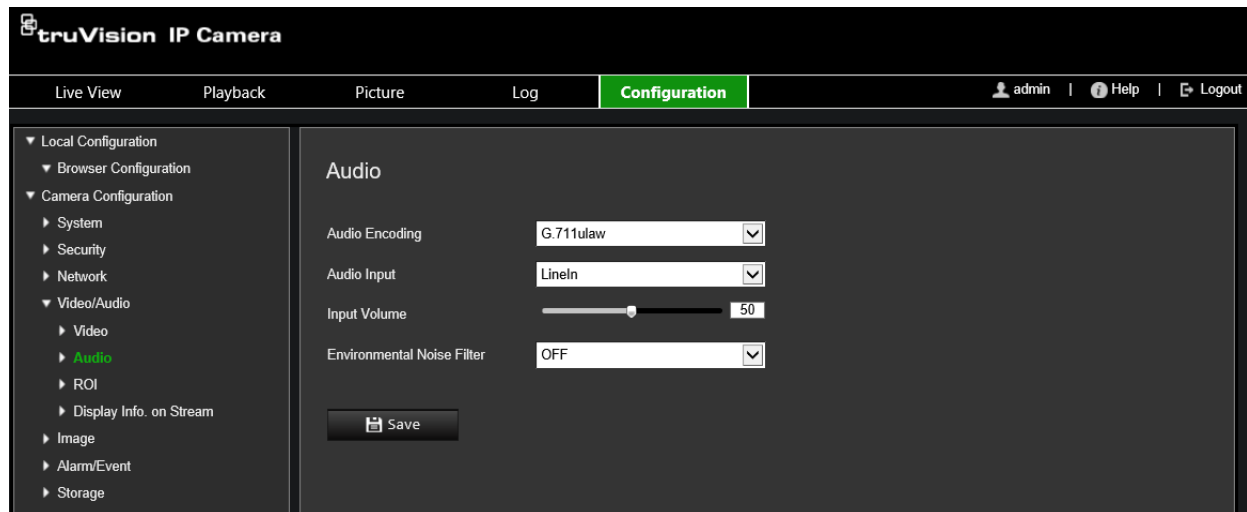 truVision IP Camera
Live View Playback Picture Log Configuration admin | Help | Logout
Local Configuration
Browser Configuration
Camera Configuration
System
Security
Network
Video/Audio
Video
Audio
ROI
Display Info. on Stream
Image
Alarm/Event
Storage
Audio
Audio Encoding G.711ulaw
Audio Input LineIn
Input Volume 50
Environmental Noise Filter OFF
Save